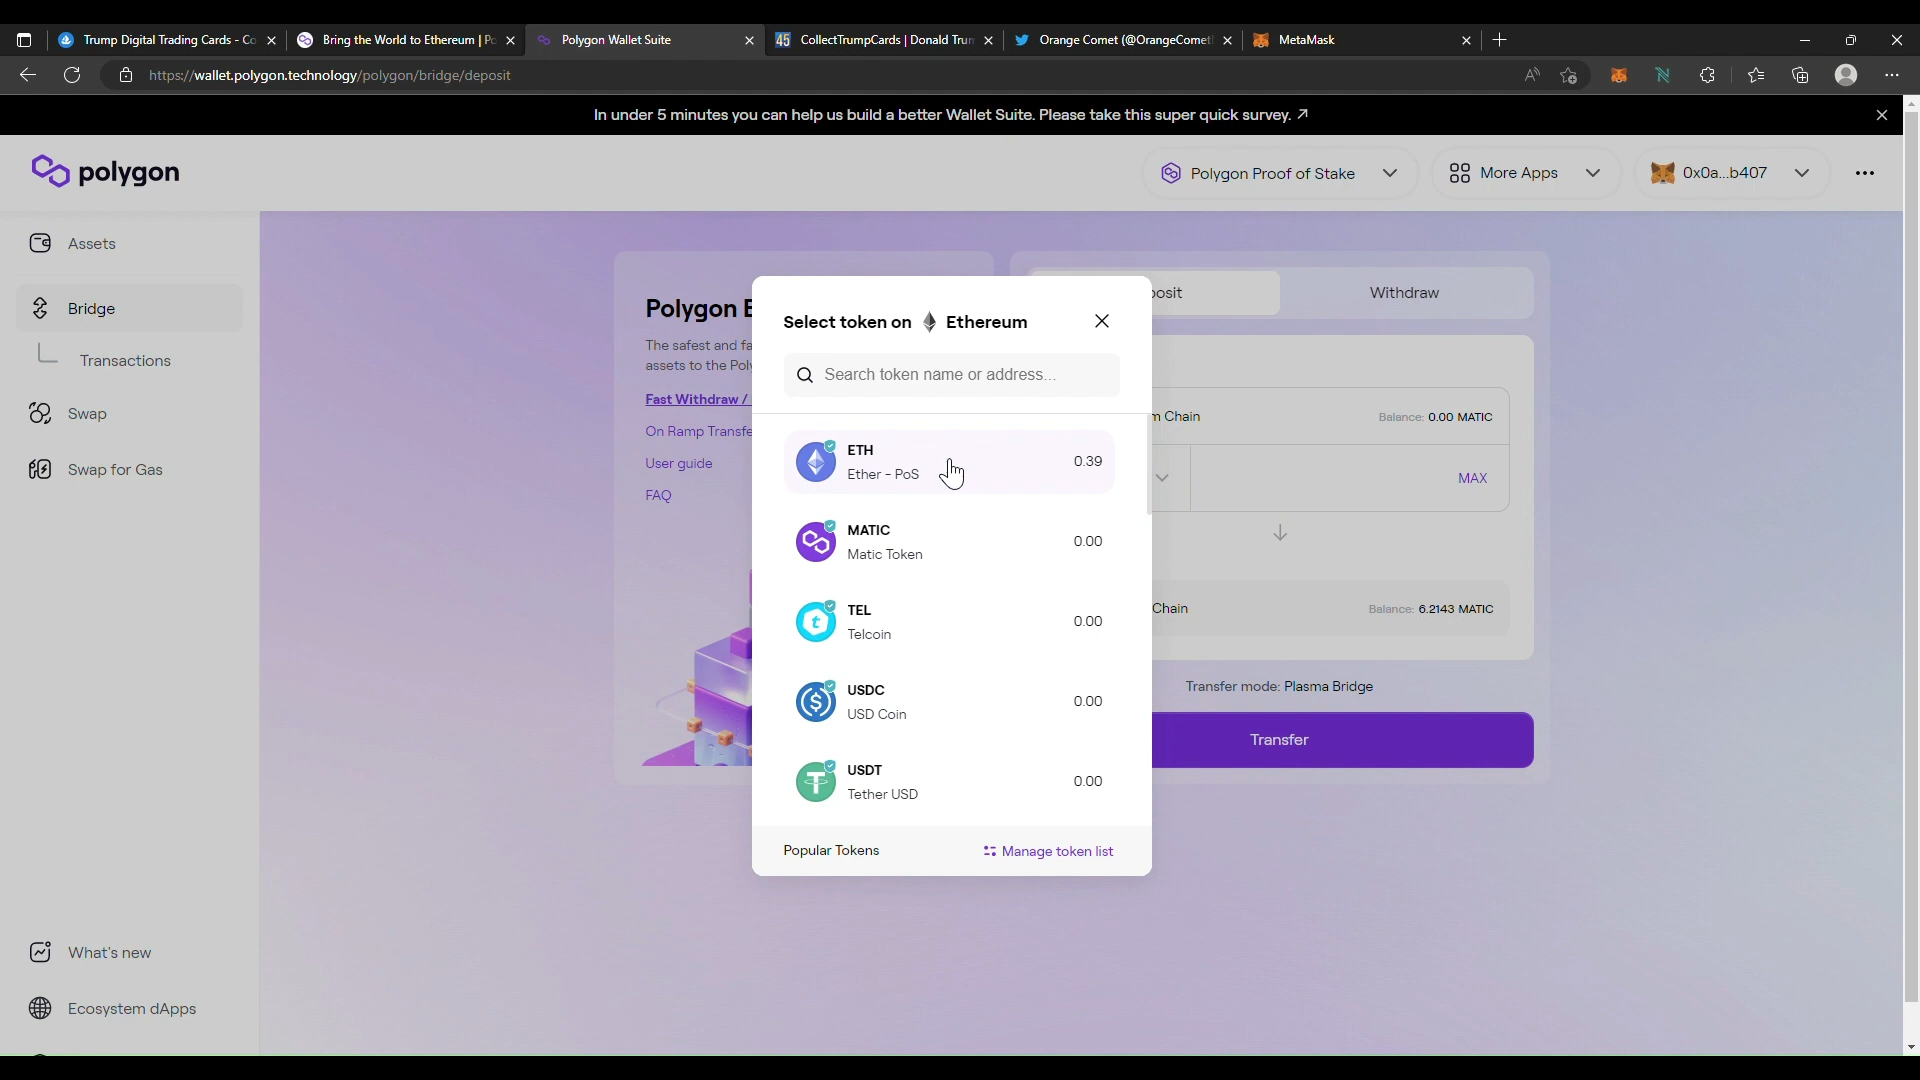 Trump Digital Trading Cards - Co
Bring the World to Ethereum | Po
Polygon Wallet Suite
45
CollectTrumpCards | Donald Trum
Orange Comet (@OrangeComet
MetaMask
https://wallet.polygon.technology/polygon/bridge/deposit
In under 5 minutes you can help us build a better Wallet Suite. Please take this super quick survey. ↗
polygon
Polygon Proof of Stake
More Apps
0x0a...b407
Assets
Bridge
Transactions
Swap
Swap for Gas
What's new
Ecosystem dApps
Polygon B
The safest and fa
assets to the Poly
Fast Withdraw /
On Ramp Transfe
User guide
FAQ
Select token on Ethereum
Search token name or address...
ETH
Ether - PoS
0.39
MATIC
Matic Token
0.00
TEL
Telcoin
0.00
USDC
USD Coin
0.00
USDT
Tether USD
0.00
Popular Tokens
Manage token list
posit
Withdraw
m Chain
Balance: 0.00 MATIC
MAX
Chain
Balance: 6.2143 MATIC
Transfer mode: Plasma Bridge
Transfer